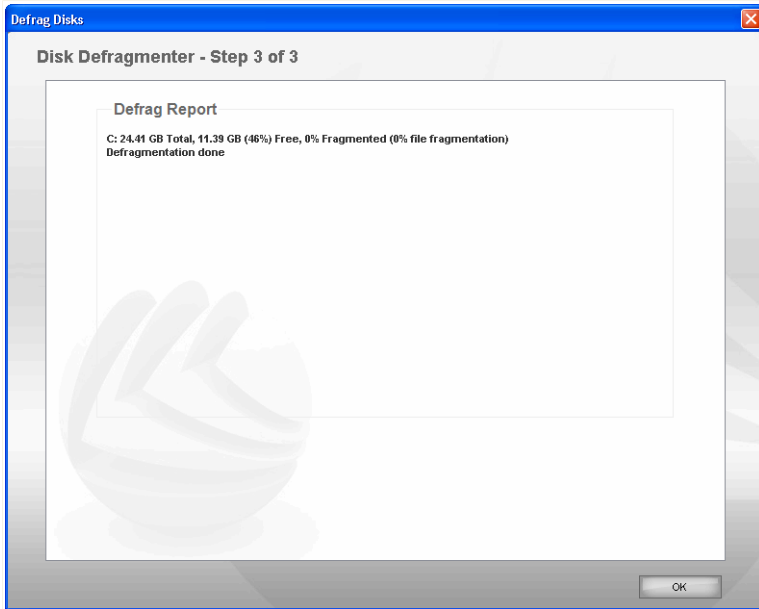 Defrag Disks
Disk Defragmenter - Step 3 of 3
Defrag Report
C: 24.41 GB Total, 11.39 GB (46%) Free, 0% Fragmented (0% file fragmentation)
Defragmentation done
OK